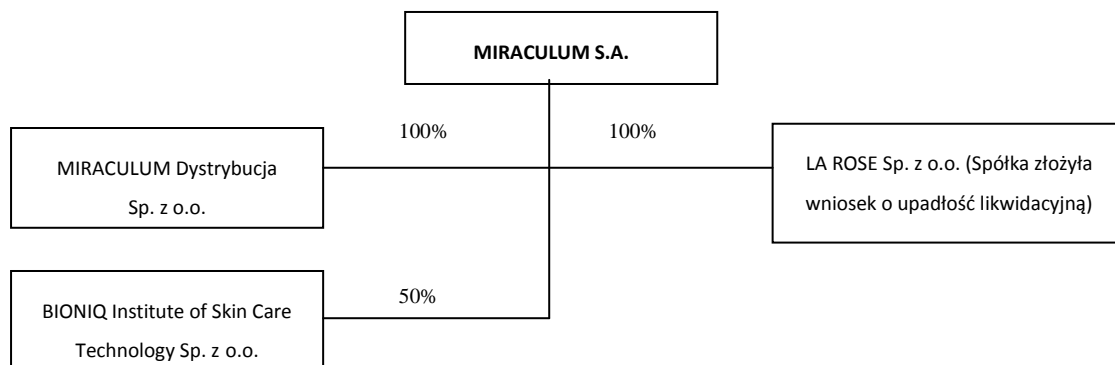 MIRACULUM S.A.
100%
100%
MIRACULUM Dystrybucja
Sp. z o.o.
LA ROSE Sp. z o.o. (Spółka złożyła
wniosek o upadłość likwidacyjną)
50%
BIONIQ Institute of Skin Care
Technology Sp. z o.o.